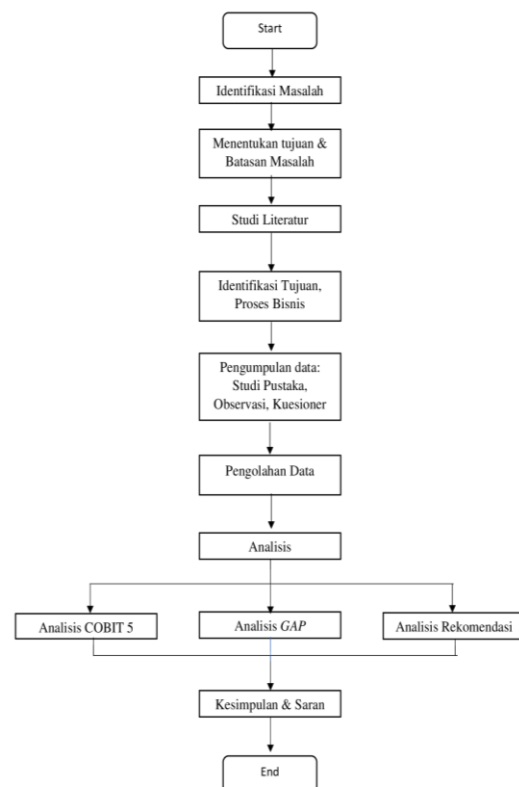 Start
Identifikasi Masalah
Menentukan tujuan &
Batasan Masalah
Studi Literatur
Identifikasi Tujuan,
Proses Bisnis
Pengumpulan data:
Studi Pustaka,
Observasi, Kuesioner
Pengolahan Data
Analisis
Analisis COBIT 5
Analisis GAP
Analisis Rekomendasi
Kesimpulan & Saran
End